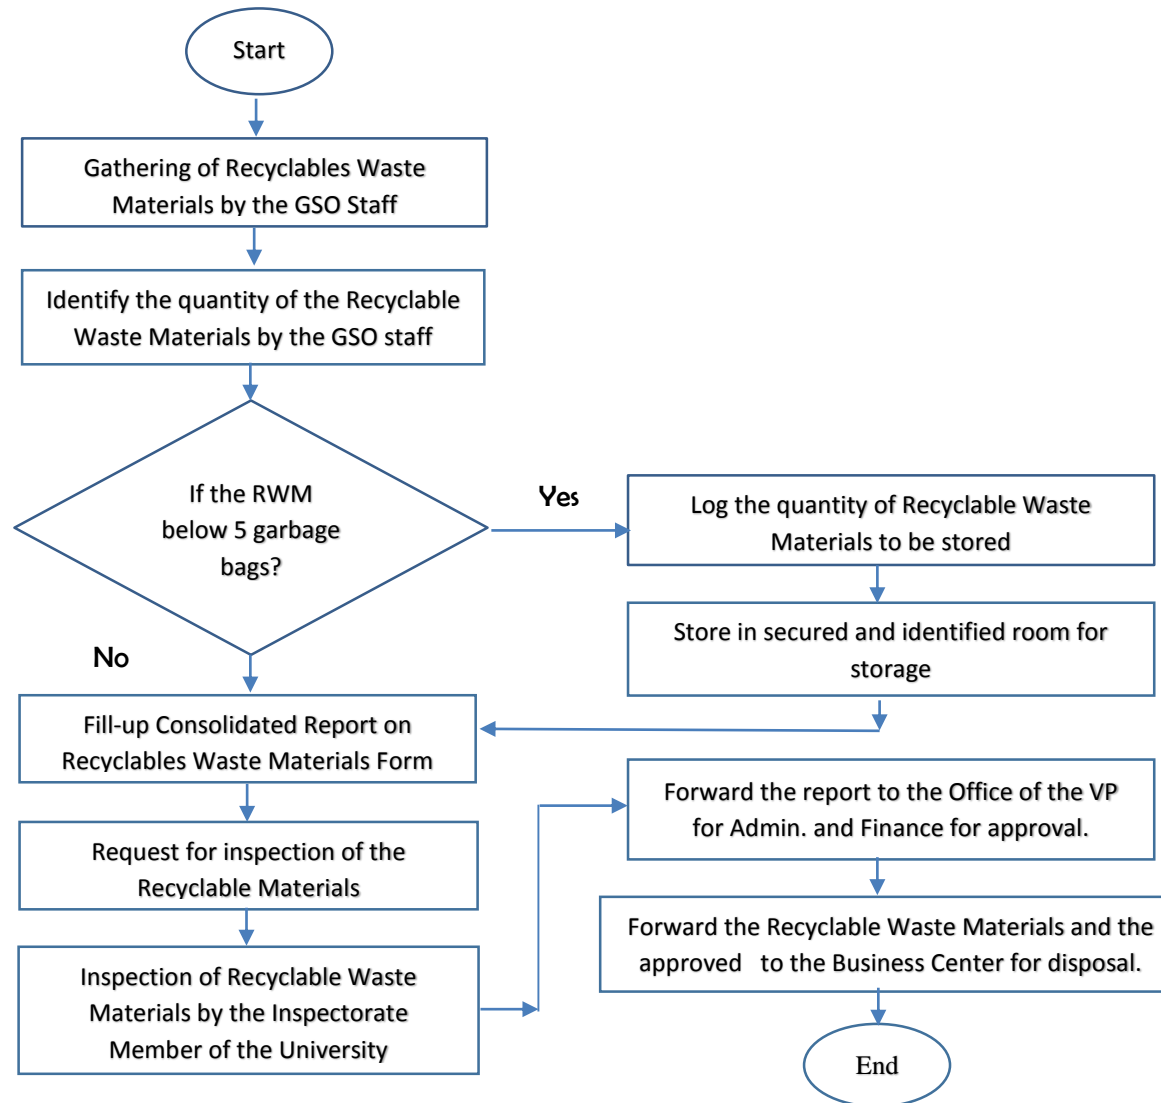 Start
Gathering of Recyclables Waste
Materials by the GSO Staff
Identify the quantity of the Recyclable
Waste Materials by the GSO staff
If the RWM
below 5 garbage
bags?
Yes
Log the quantity of Recyclable Waste
Materials to be stored
Store in secured and identified room for
storage
No
Fill-up Consolidated Report on
Recyclables Waste Materials Form
Request for inspection of the
Recyclable Materials
Inspection of Recyclable Waste
Materials by the Inspectorate
Member of the University
Forward the report to the Office of the VP
for Admin. and Finance for approval.
Forward the Recyclable Waste Materials and the
approved to the Business Center for disposal.
End